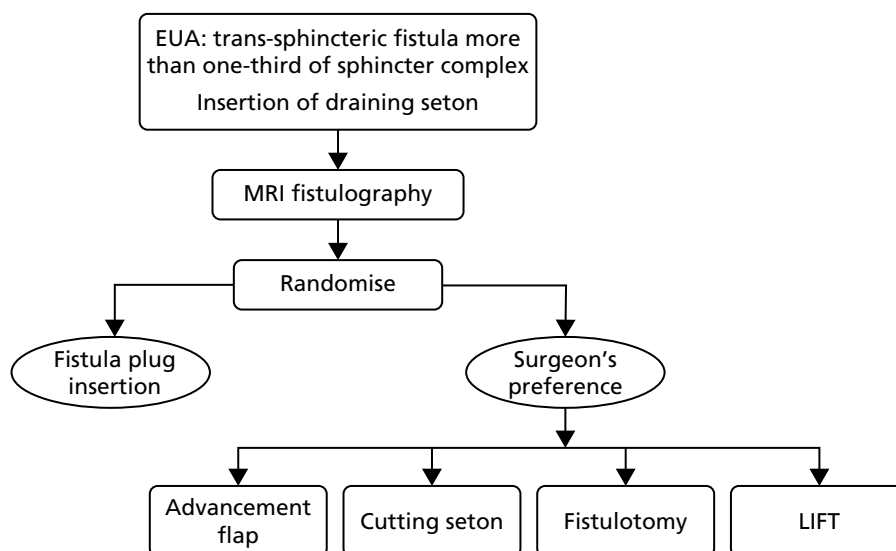 EUA: trans-sphincteric fistula more
than one-third of sphincter complex
Insertion of draining seton
MRI fistulography
Randomise
Fistula plug
insertion
Surgeon's
preference
Advancement
flap
Cutting seton
Fistulotomy
LIFT